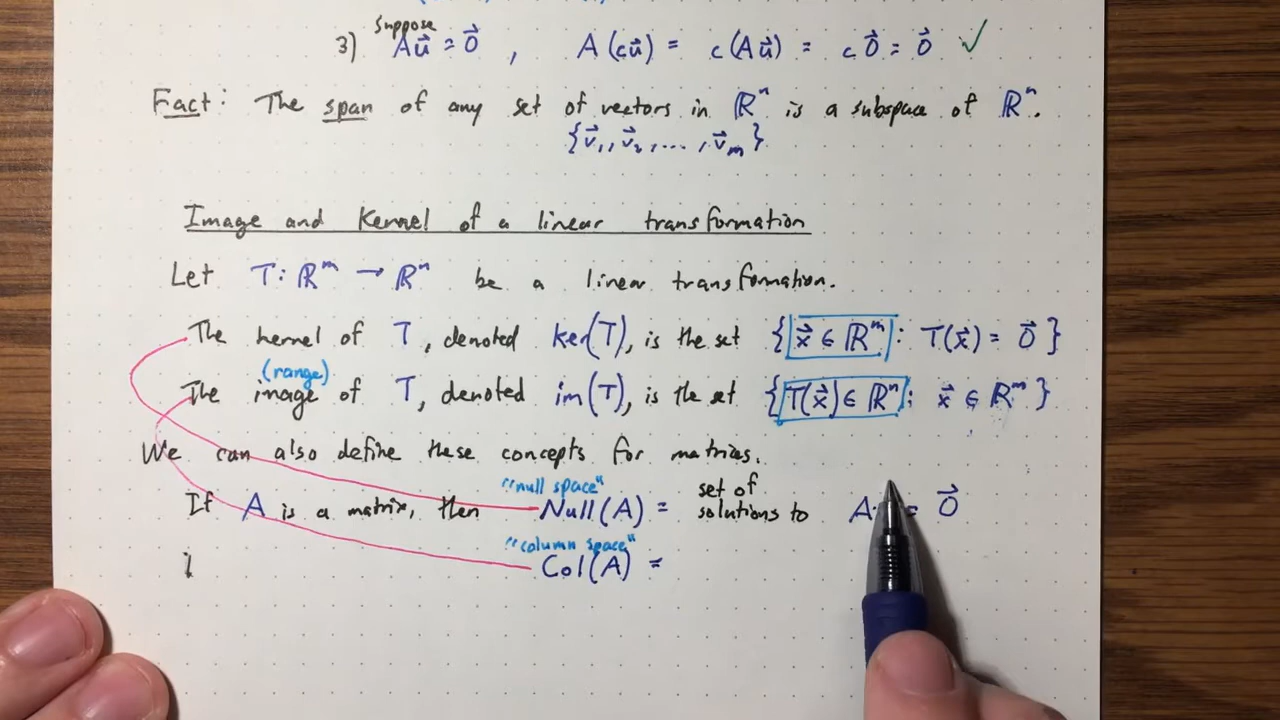 Suppose
3) Au⃗ = 0⃗ , A(cu⃗) = c(Au⃗) = c0⃗ = 0⃗ ✓
Fact: The span of any set of vectors in ℝⁿ is a subspace of ℝⁿ.
{v⃗₁, v⃗₂, ..., v⃗ₘ}
Image and Kernel of a linear transformation
Let T: ℝᵐ → ℝⁿ be a linear transformation.
The kernel of T, denoted ker(T), is the set {x⃗ ∈ ℝᵐ : T(x⃗) = 0⃗}
(range)
The image of T, denoted im(T), is the set {T(x⃗) ∈ ℝⁿ : x⃗ ∈ ℝᵐ}
We can also define these concepts for matrices.
"null space" set of
If A is a matrix, then Null(A) = solutions to A = 0⃗
"column space"
Col(A) =